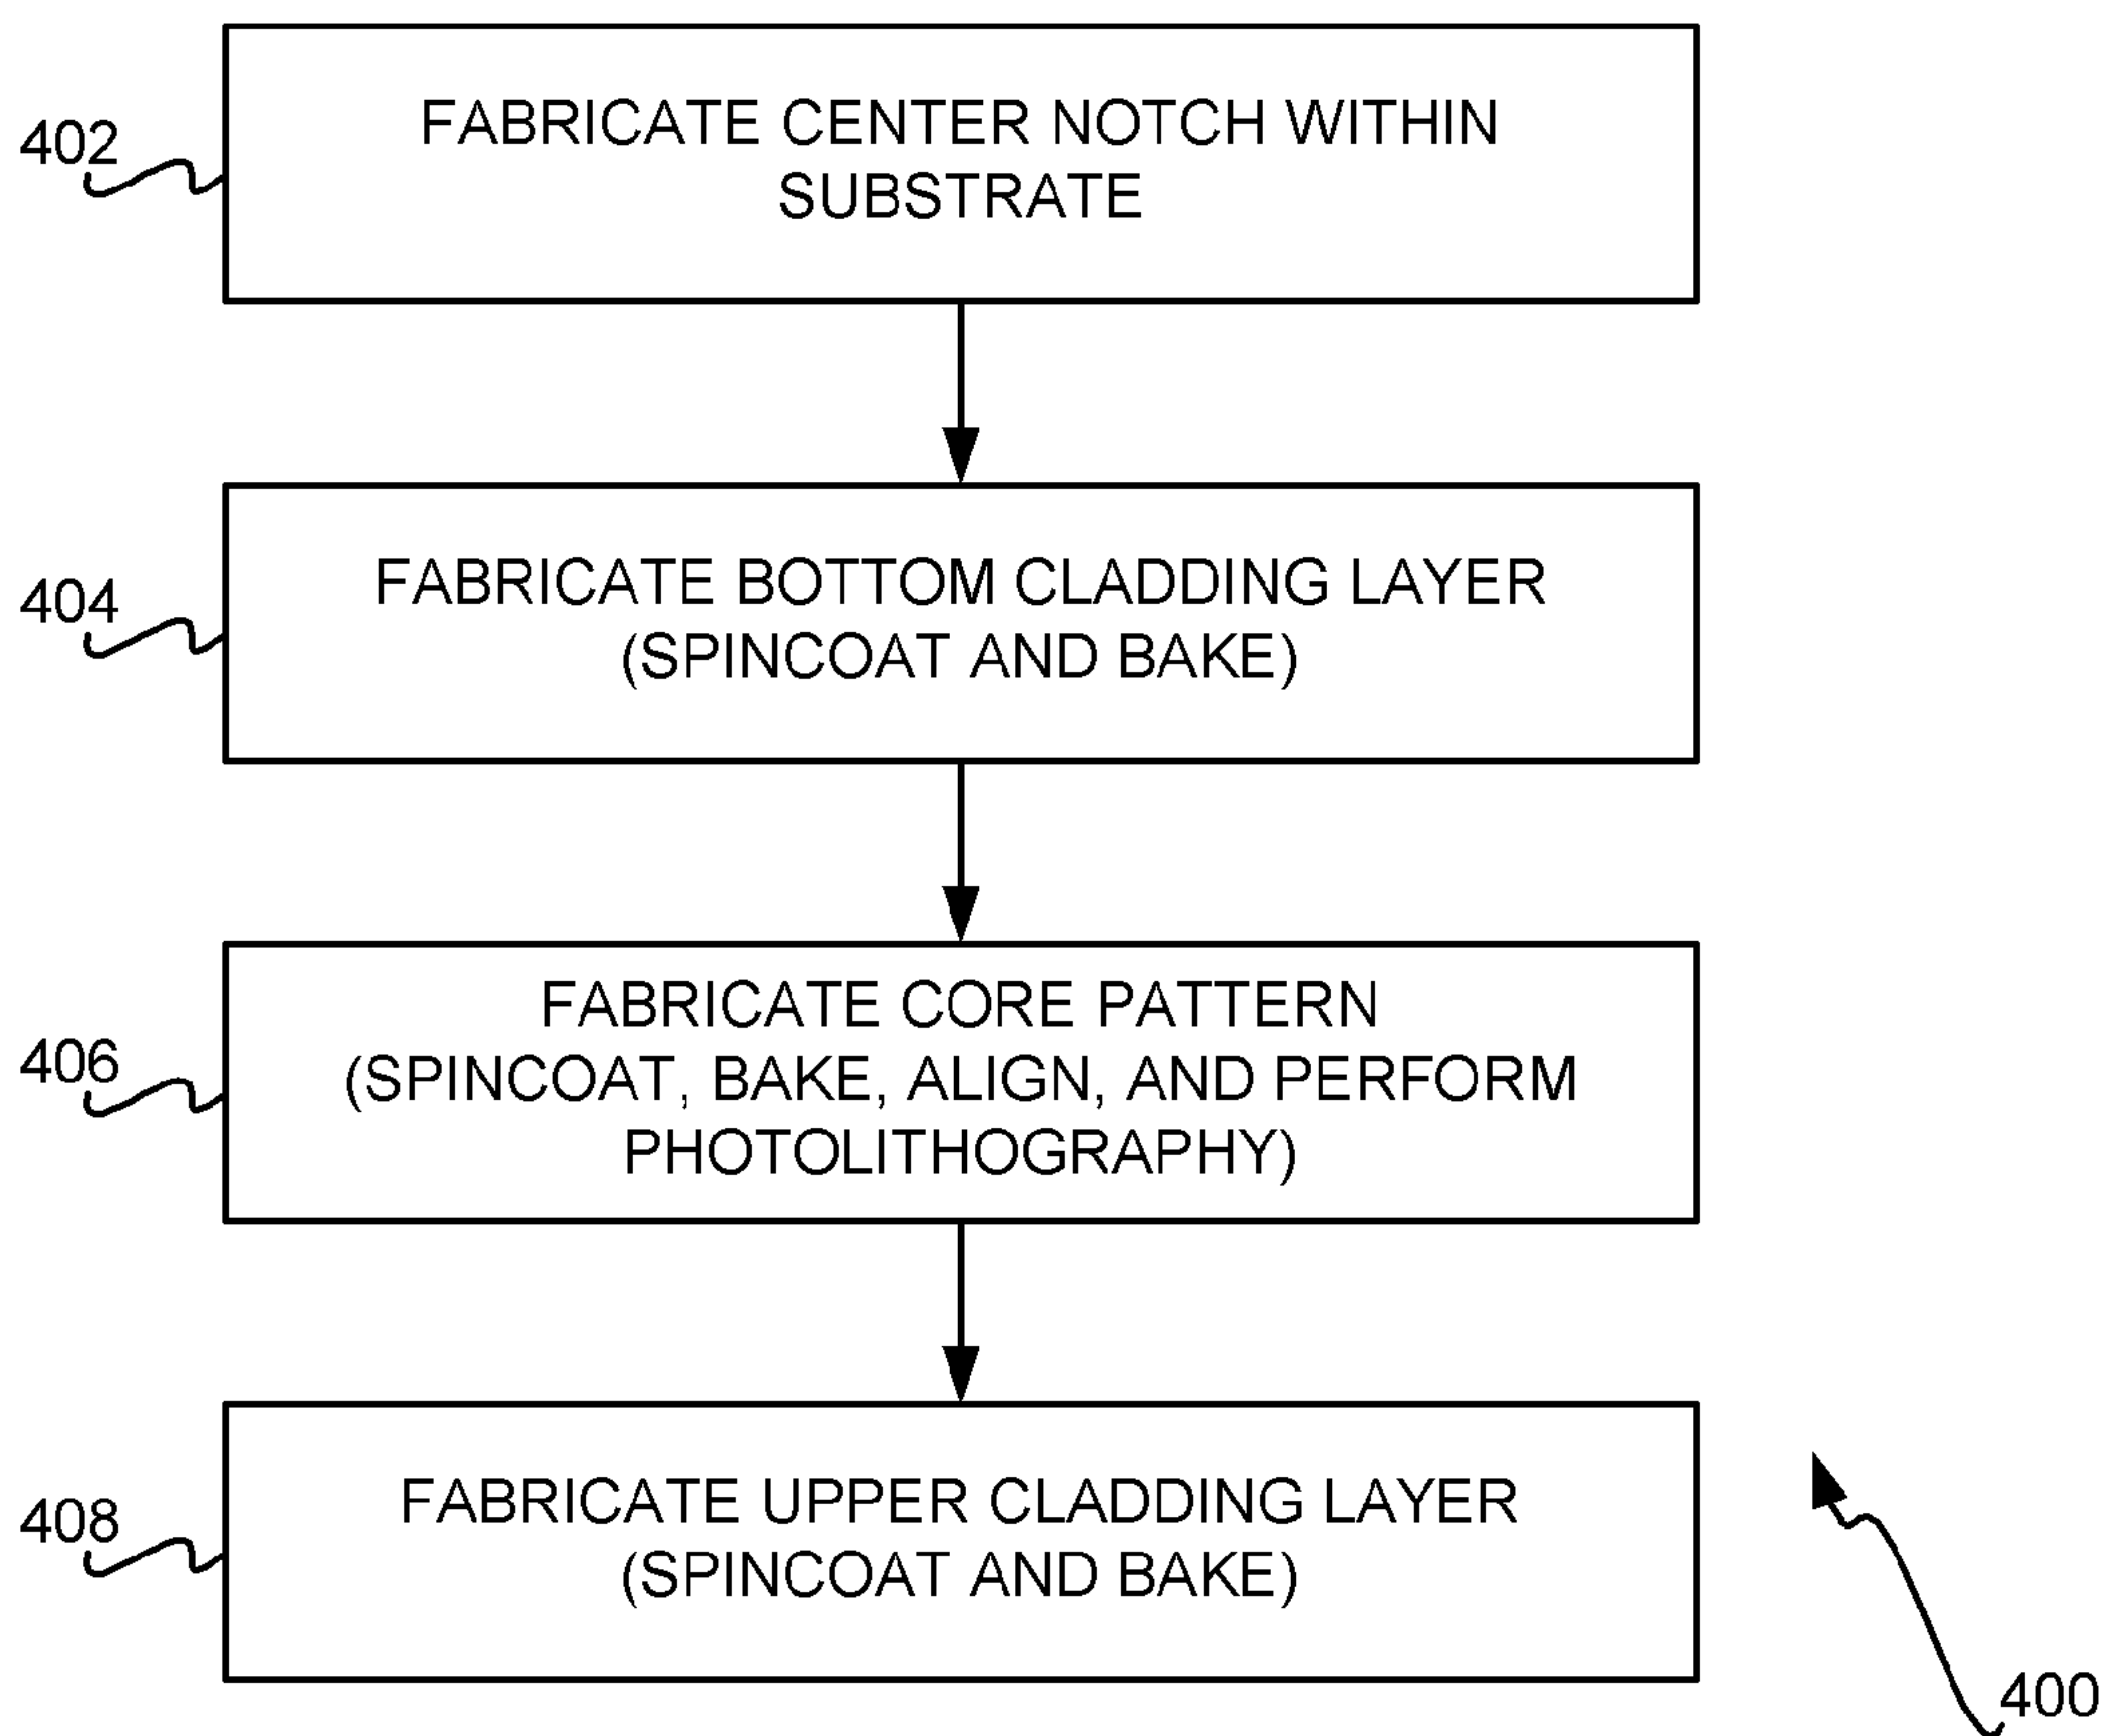 402
FABRICATE CENTER NOTCH WITHIN
SUBSTRATE
404
FABRICATE BOTTOM CLADDING LAYER
(SPINCOAT AND BAKE)
406
FABRICATE CORE PATTERN
(SPINCOAT, BAKE, ALIGN, AND PERFORM
PHOTOLITHOGRAPHY)
408
FABRICATE UPPER CLADDING LAYER
(SPINCOAT AND BAKE)
400